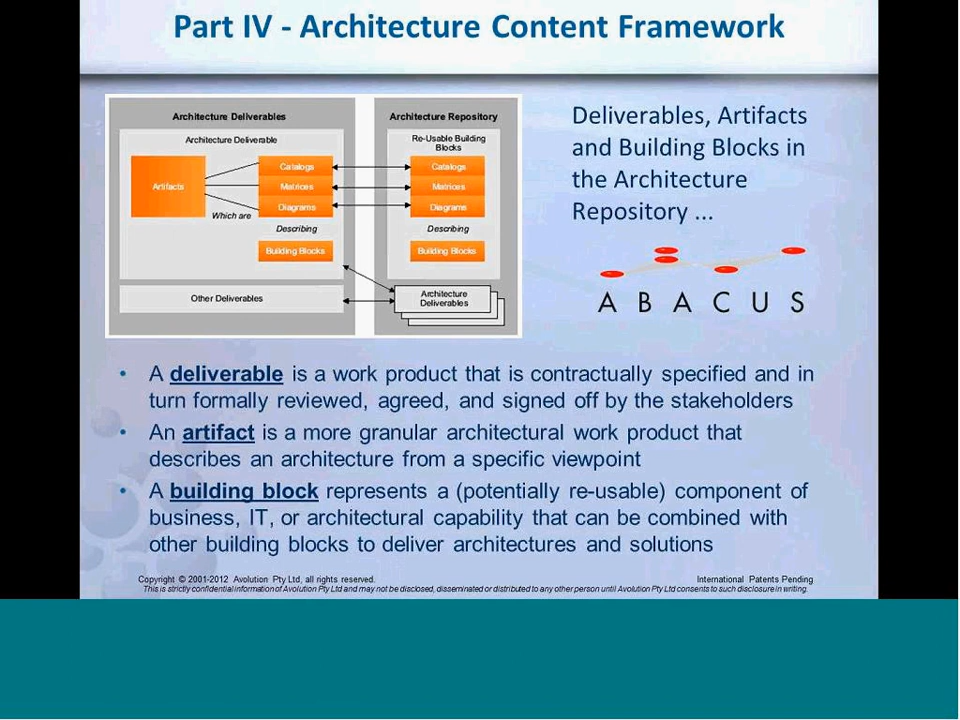 Part IV - Architecture Content Framework
Architecture Deliverables
Architecture Deliverable
Artifacts
Which are
Catalogs
Matrices
Diagrams
Describing
Building Blocks
Other Deliverables
Architecture Repository
Re-Usable Building
Blocks
Catalogs
Matrices
Diagrams
Describing
Building Blocks
Architecture
Deliverables
Deliverables, Artifacts
and Building Blocks in
the Architecture
Repository ...
ABACUS
• A deliverable is a work product that is contractually specified and in
turn formally reviewed, agreed, and signed off by the stakeholders
• An artifact is a more granular architectural work product that
describes an architecture from a specific viewpoint
• A building block represents a (potentially re-usable) component of
business, IT, or architectural capability that can be combined with
other building blocks to deliver architectures and solutions
Copyright © 2001-2012 Avolution Pty Ltd, all rights reserved.
International Patents Pending
This is strictly confidential information of Avolution Pty Ltd and may not be disclosed, disseminated or distributed to any other person until Avolution Pty Ltd consents to such disclosure in writing.